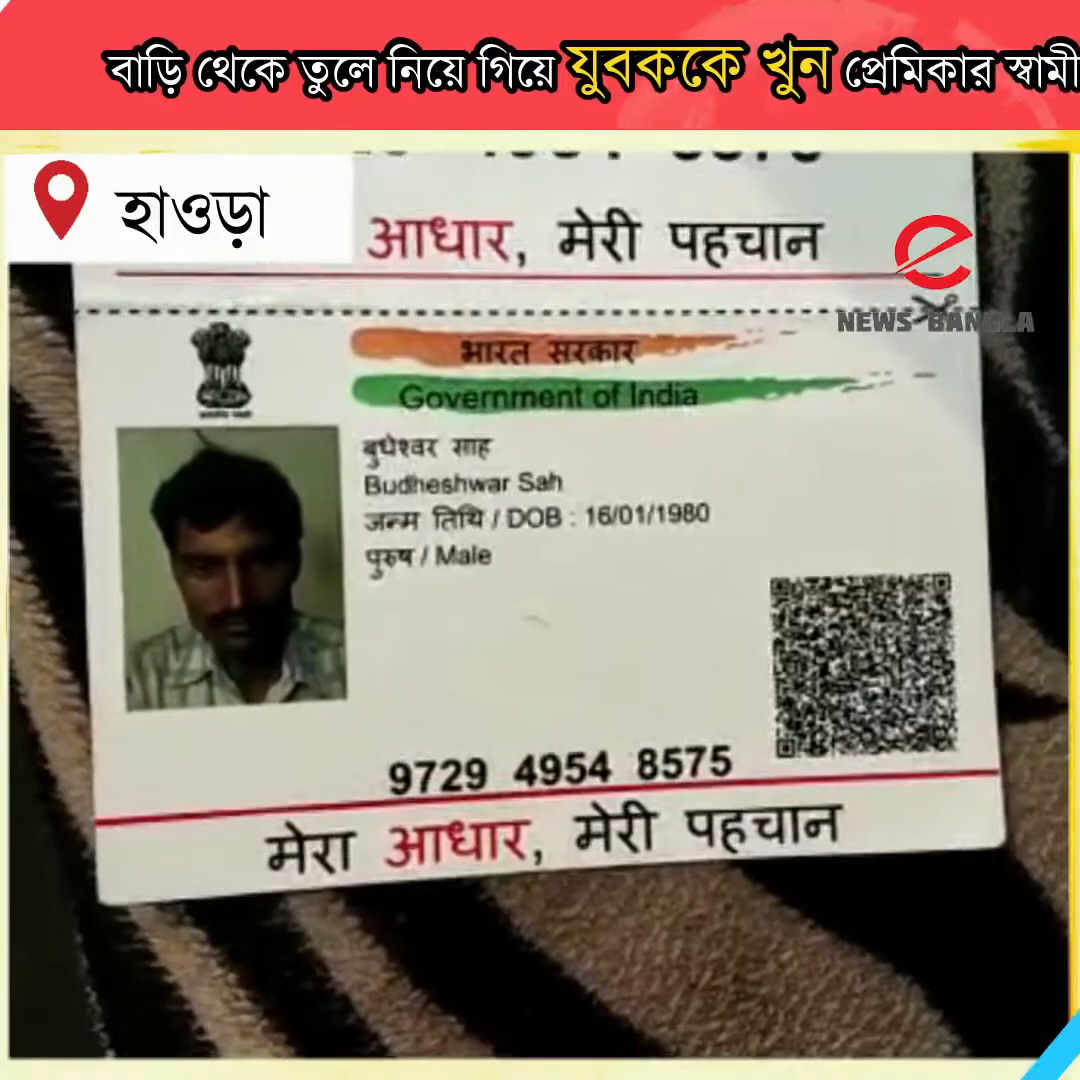 বাড়ি থেকে তুলে নিয়ে গিয়ে যুবককে খুন প্রেমিকার স্বামী
হাওড়া
आधार, मेरी पहचान
NEWS BANGLA
भारत सरकार
Government of India
बुधेश्वर साह
Budheshwar Sah
जन्म तिथि / DOB : 16/01/1980
पुरुष / Male
9729 4954 8575
मेरा आधार, मेरी पहचान